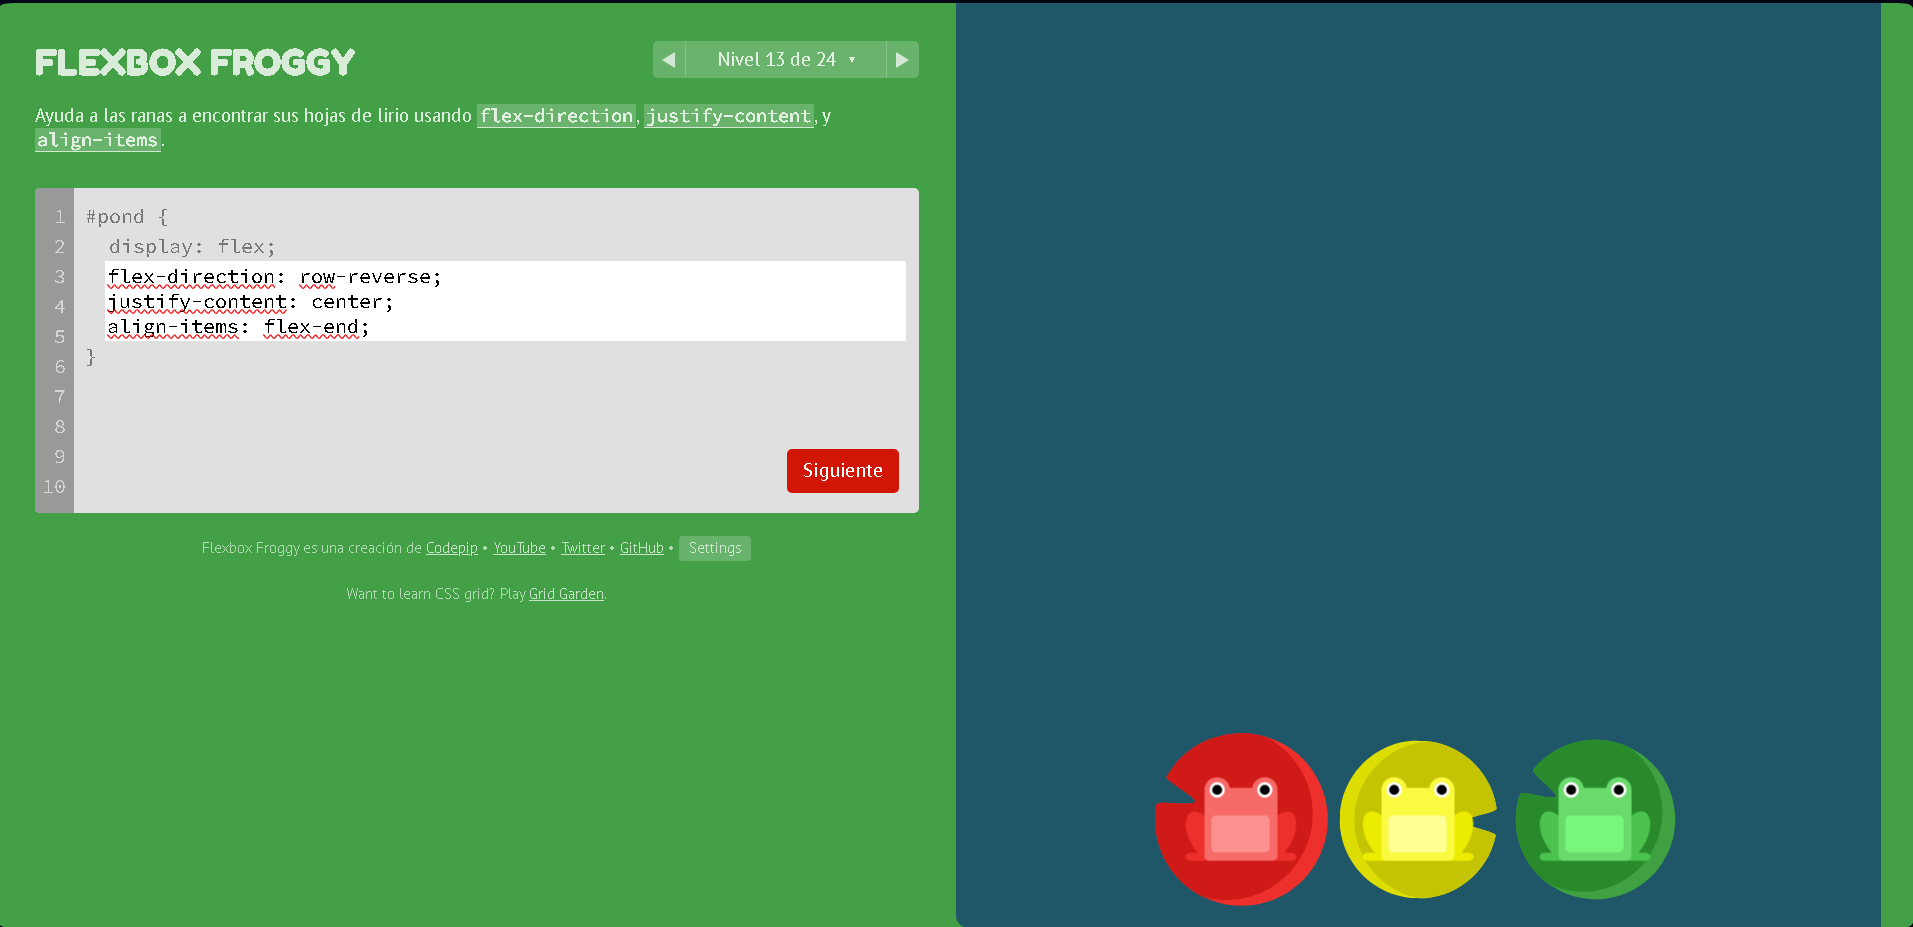 FLEXBOX FROGGY
◀ Nivel 13 de 24 ▾ ▶
Ayuda a las ranas a encontrar sus hojas de lirio usando flex-direction, justify-content, y
align-items.
1 #pond {
2 display: flex;
3 flex-direction: row-reverse;
4 justify-content: center;
5 align-items: flex-end;
6 }
7
8
9
10
Siguiente
Flexbox Froggy es una creación de Codepip • YouTube • Twitter • GitHub • Settings
Want to learn CSS grid? Play Grid Garden.